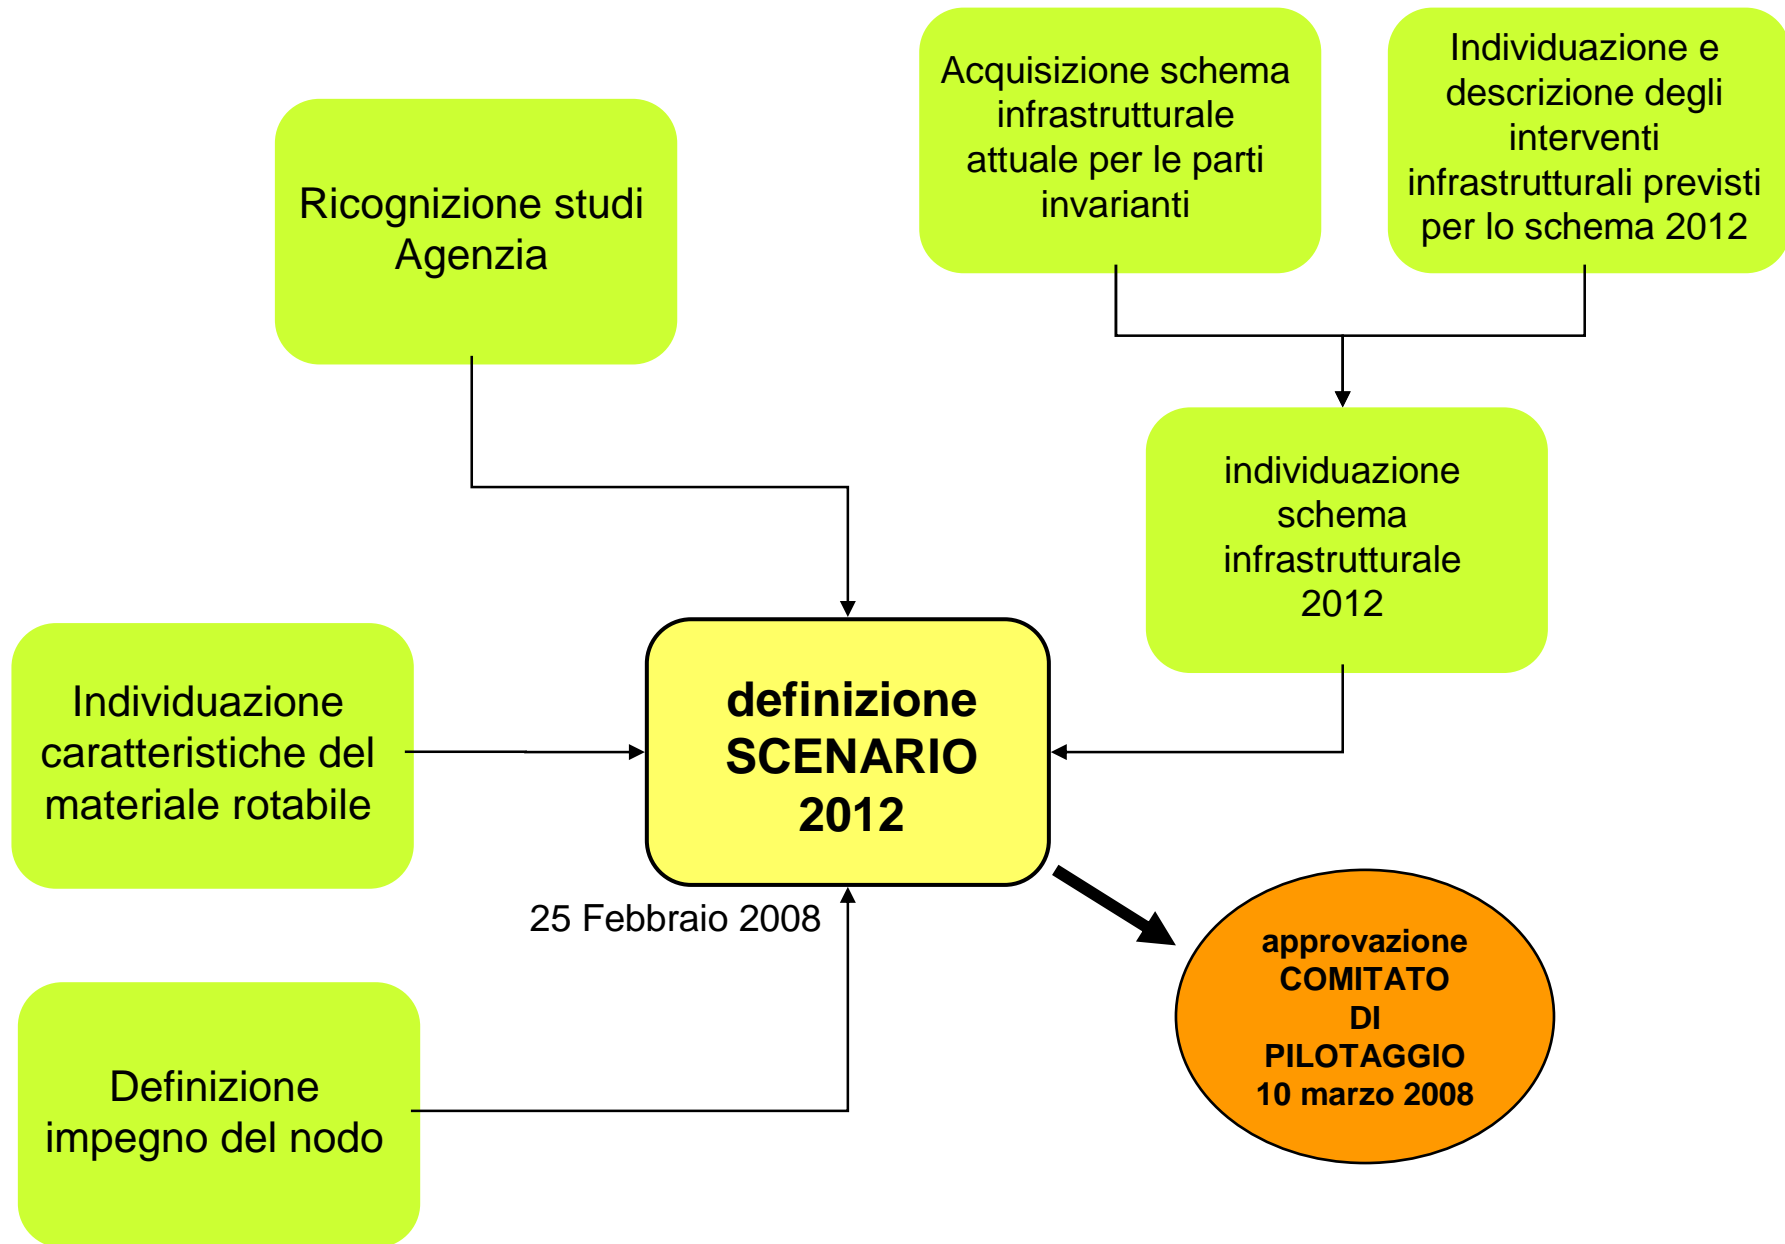 Acquisizione schema
infrastrutturale
attuale per le parti
invarianti
Individuazione e
descrizione degli
interventi
infrastrutturali previsti
per lo schema 2012
Ricognizione studi
Agenzia
individuazione
schema
infrastrutturale
2012
Individuazione
caratteristiche del
materiale rotabile
definizione
SCENARIO
2012
25 Febbraio 2008
approvazione
COMITATO
DI
PILOTAGGIO
10 marzo 2008
Definizione
impegno del nodo